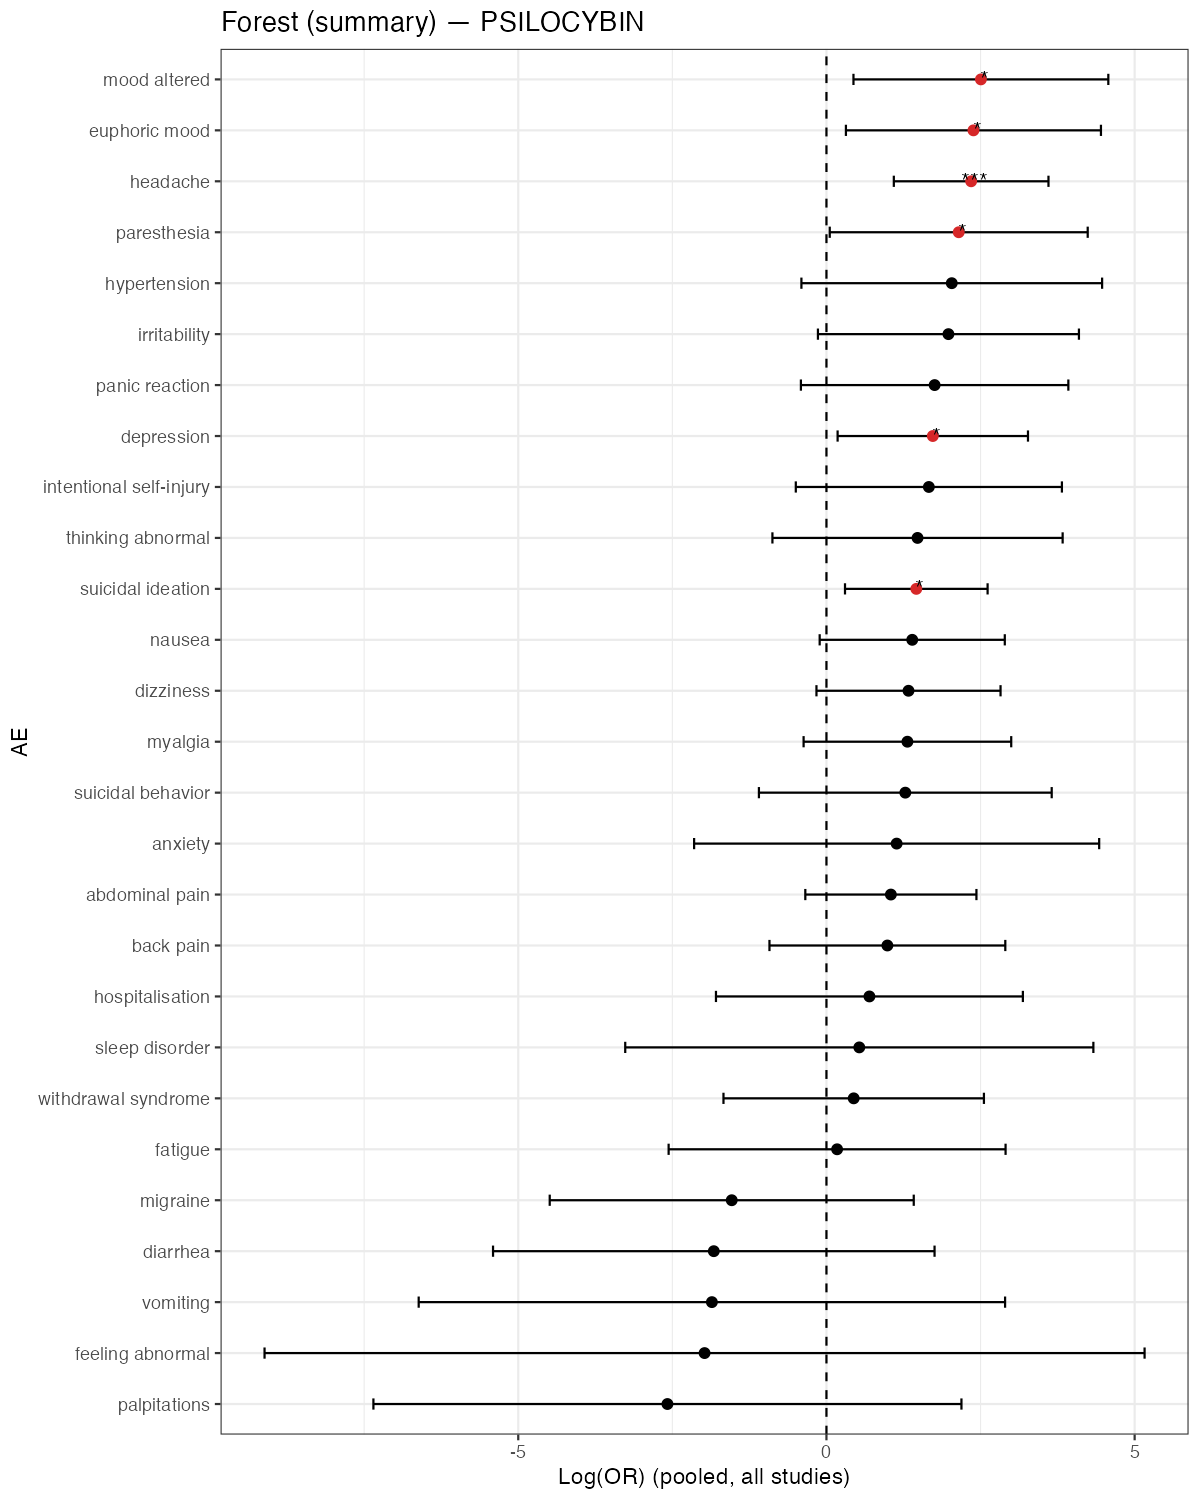 Forest (summary) — PSILOCYBIN
mood altered
*
euphoric mood
*
headache
***
paresthesia
*
hypertension
irritability
panic reaction
depression
*
intentional self-injury
thinking abnormal
suicidal ideation
*
nausea
dizziness
myalgia
suicidal behavior
anxiety
abdominal pain
back pain
hospitalisation
sleep disorder
withdrawal syndrome
fatigue
migraine
diarrhea
vomiting
feeling abnormal
palpitations
AE
-5 0 5
Log(OR) (pooled, all studies)